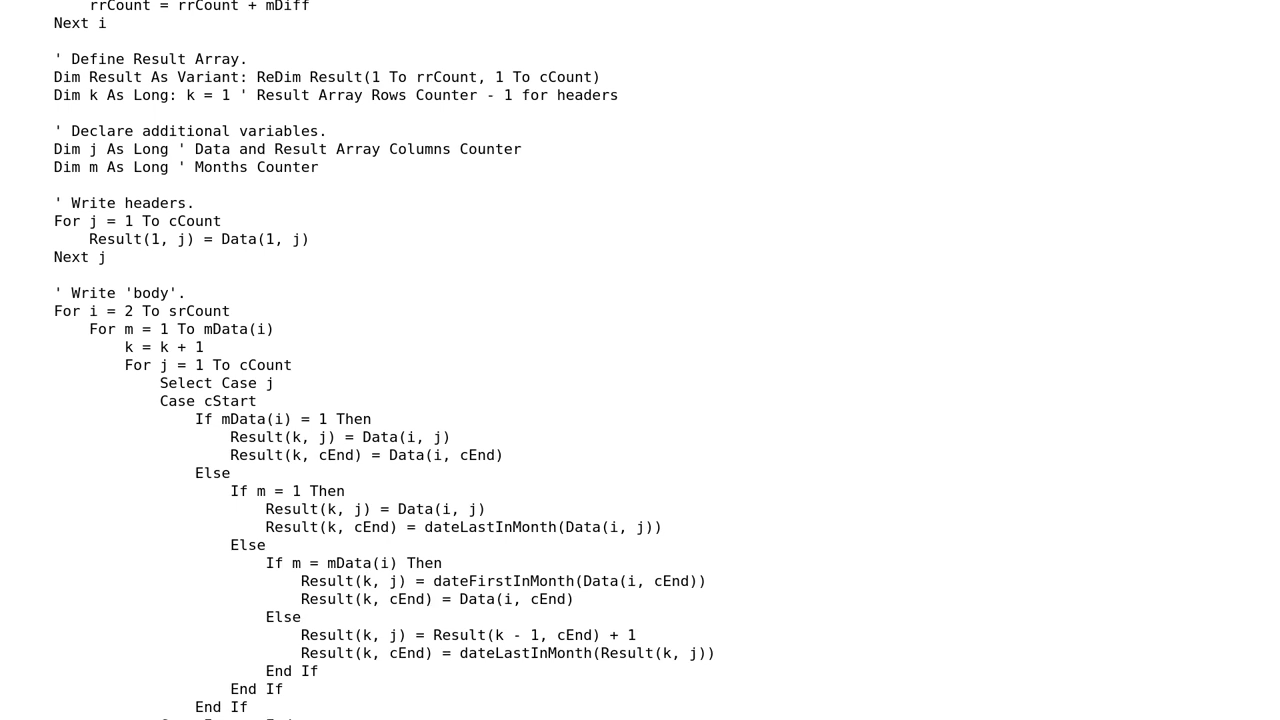 rrCount = rrCount + mDiff
Next i
' Define Result Array.
Dim Result As Variant: ReDim Result(1 To rrCount, 1 To cCount)
Dim k As Long: k = 1 ' Result Array Rows Counter - 1 for headers
' Declare additional variables.
Dim j As Long ' Data and Result Array Columns Counter
Dim m As Long ' Months Counter
' Write headers.
For j = 1 To cCount
Result(1, j) = Data(1, j)
Next j
' Write 'body'.
For i = 2 To srCount
For m = 1 To mData(i)
k = k + 1
For j = 1 To cCount
Select Case j
Case cStart
If mData(i) = 1 Then
Result(k, j) = Data(i, j)
Result(k, cEnd) = Data(i, cEnd)
Else
If m = 1 Then
Result(k, j) = Data(i, j)
Result(k, cEnd) = dateLastInMonth(Data(i, j))
Else
If m = mData(i) Then
Result(k, j) = dateFirstInMonth(Data(i, cEnd))
Result(k, cEnd) = Data(i, cEnd)
Else
Result(k, j) = Result(k - 1, cEnd) + 1
Result(k, cEnd) = dateLastInMonth(Result(k, j))
End If
End If
End If